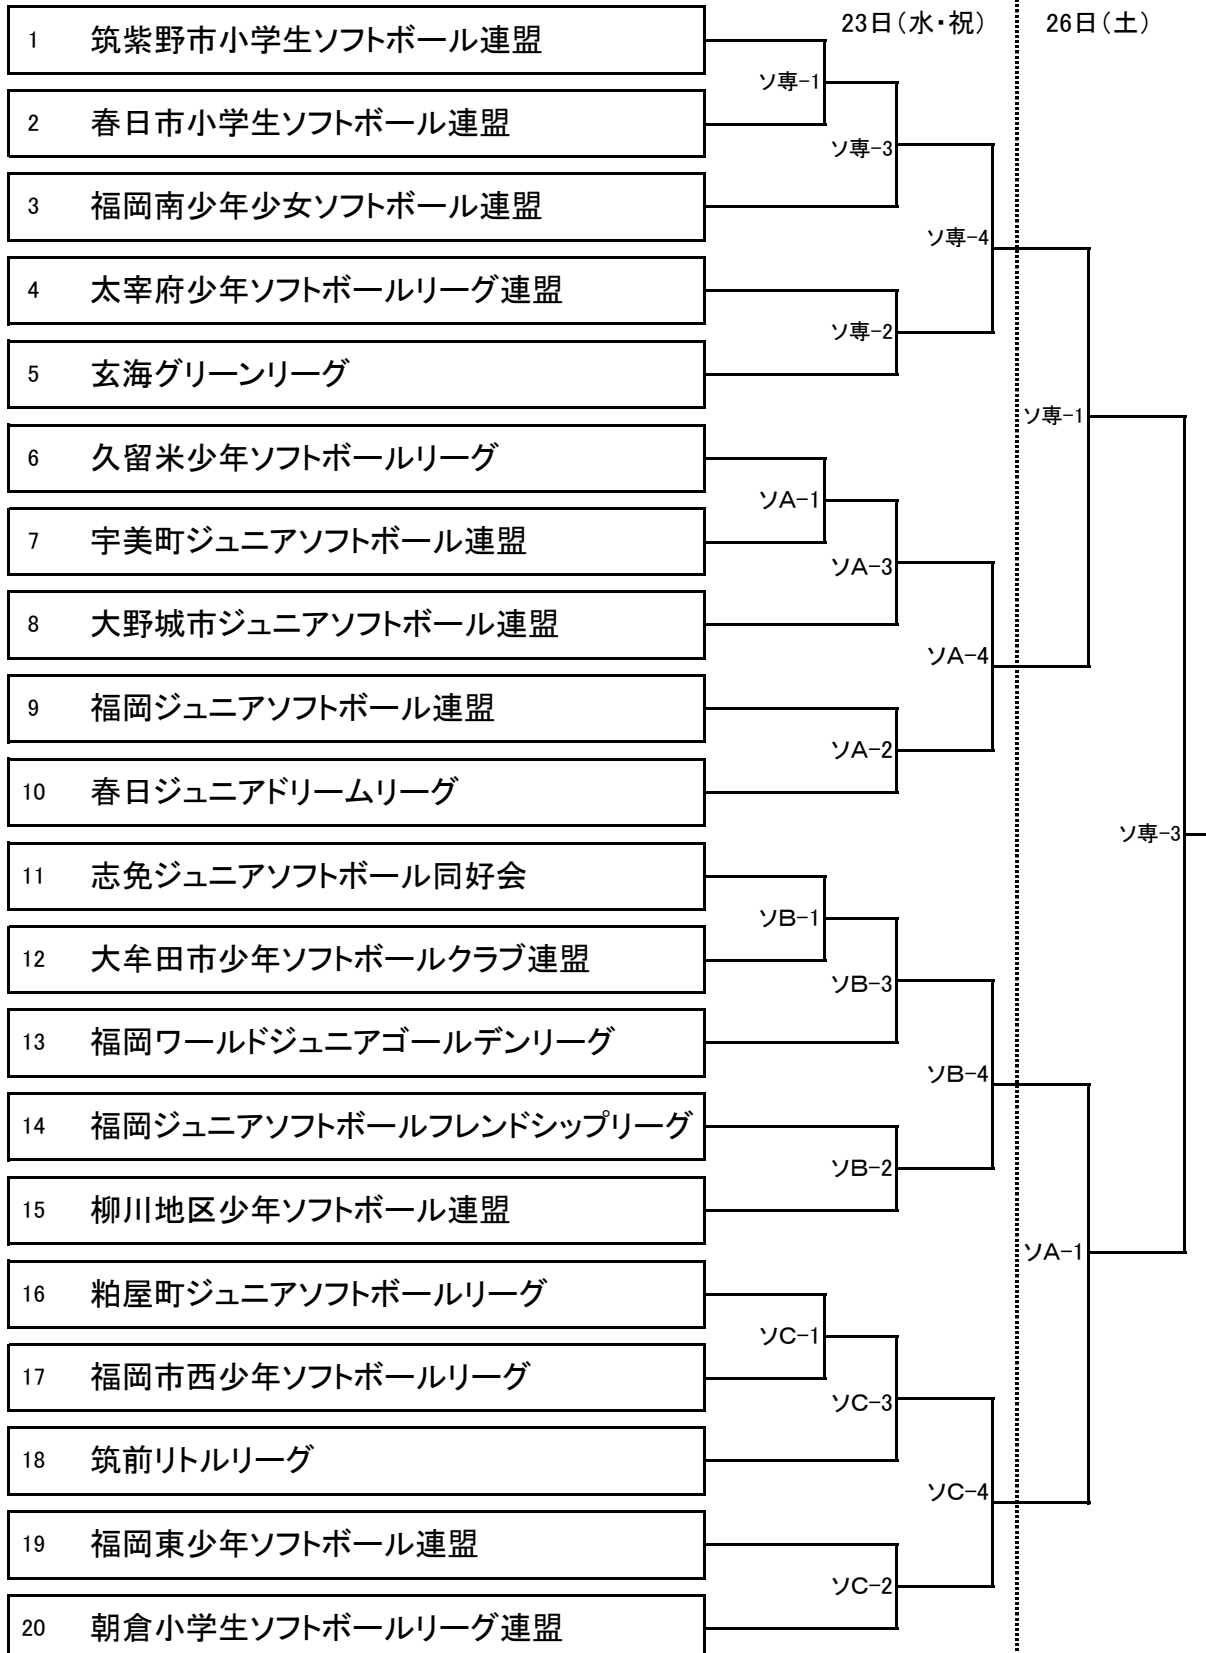 23日(水・祝) 26日(土)
1 筑紫野市小学生ソフトボール連盟
ソ専-1
2 春日市小学生ソフトボール連盟
ソ専-3
3 福岡南少年少女ソフトボール連盟
ソ専-4
4 太宰府少年ソフトボールリーグ連盟
ソ専-2
5 玄海グリーンリーグ
ソ専-1
6 久留米少年ソフトボールリーグ
ソA-1
7 宇美町ジュニアソフトボール連盟
ソA-3
8 大野城市ジュニアソフトボール連盟
ソA-4
9 福岡ジュニアソフトボール連盟
ソA-2
10 春日ジュニアドリームリーグ
ソ専-3
11 志免ジュニアソフトボール同好会
ソB-1
12 大牟田市少年ソフトボールクラブ連盟
ソB-3
13 福岡ワールドジュニアゴールデンリーグ
ソB-4
14 福岡ジュニアソフトボールフレンドシップリーグ
ソB-2
15 柳川地区少年ソフトボール連盟
ソA-1
16 粕屋町ジュニアソフトボールリーグ
ソC-1
17 福岡市西少年ソフトボールリーグ
ソC-3
18 筑前リトルリーグ
ソC-4
19 福岡東少年ソフトボール連盟
ソC-2
20 朝倉小学生ソフトボールリーグ連盟